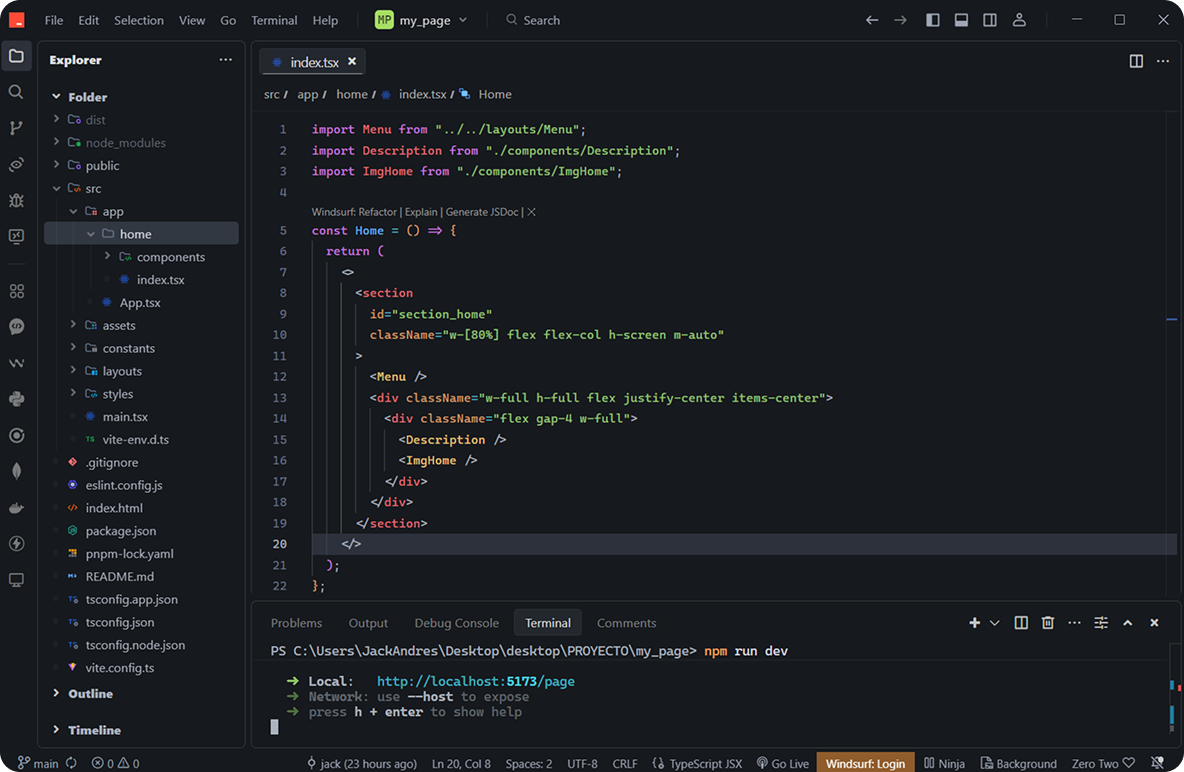 File Edit Selection View Go Terminal Help MP my_page Search
Explorer
Folder
dist
node_modules
public
src
app
home
components
index.tsx
App.tsx
assets
constants
layouts
styles
main.tsx
TS vite-env.d.ts
.gitignore
eslint.config.js
index.html
package.json
pnpm-lock.yaml
README.md
tsconfig.app.json
tsconfig.json
tsconfig.node.json
vite.config.ts
Outline
Timeline
index.tsx
src / app / home / index.tsx / Home
1 import Menu from "../../layouts/Menu";
2 import Description from "./components/Description";
3 import ImgHome from "./components/ImgHome";
4
Windsurf: Refactor | Explain | Generate JSDoc | X
5 const Home = () => {
6 return (
7 <>
8 <section
9 id="section_home"
10 className="w-[80%] flex flex-col h-screen m-auto"
11 >
12 <Menu />
13 <div className="w-full h-full flex justify-center items-center">
14 <div className="flex gap-4 w-full">
15 <Description />
16 <ImgHome />
17 </div>
18 </div>
19 </section>
20 </>
21 );
22 };
Problems Output Debug Console Terminal Comments
PS C:\Users\JackAndres\Desktop\desktop\PROYECTO\my_page> npm run dev
➜ Local: http://localhost:5173/page
➜ Network: use --host to expose
➜ press h + enter to show help
main 0 0 jack (23 hours ago) Ln 20, Col 8 Spaces: 2 UTF-8 CRLF {} TypeScript JSX Go Live Windsurf: Login Ninja Background Zero Two